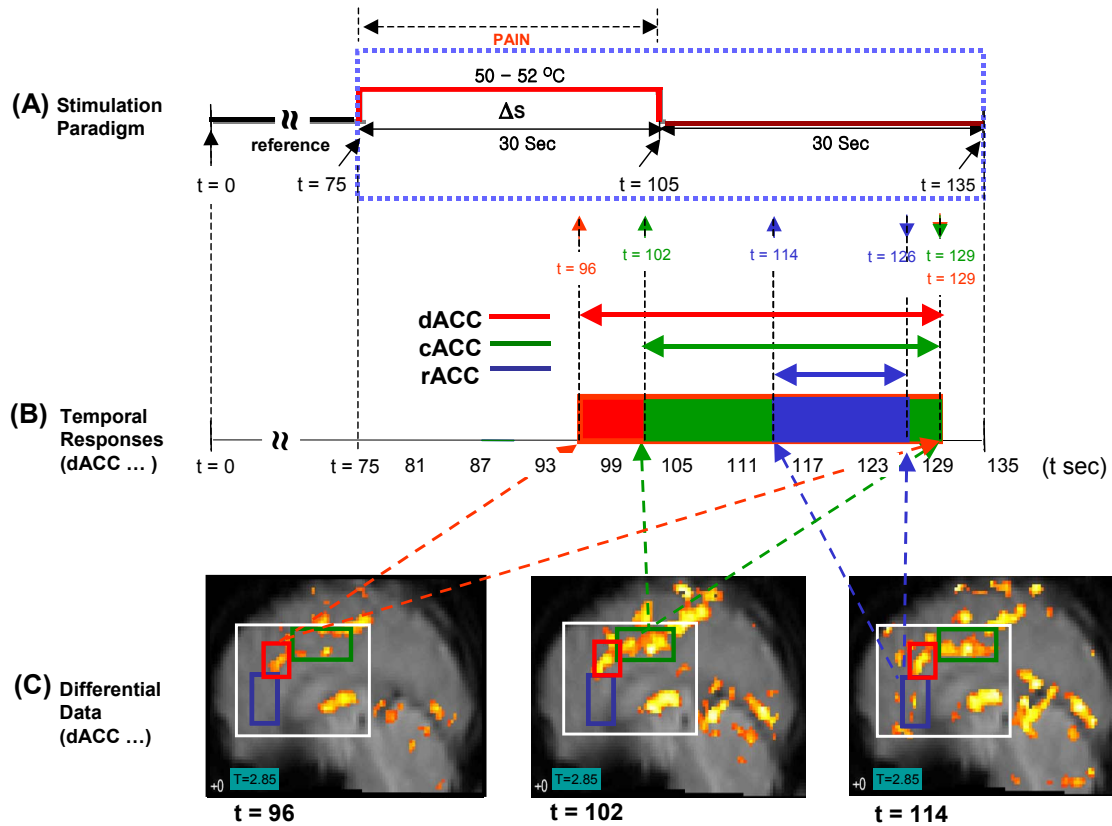 PAIN
50 – 52 ºC
(A) Stimulation
Paradigm
Δs
reference
30 Sec
30 Sec
t = 0
t = 75
t = 105
t = 135
t = 96
t = 102
t = 114
t = 126
t = 129
t = 129
dACC
cACC
rACC
(B) Temporal
Responses
(dACC ... )
t = 0
t = 75
81
87
93
99
105
111
117
123
129
135
(t sec)
(C) Differential
Data
(dACC ...)
+0
T=2.85
+0
T=2.85
+0
T=2.85
t = 96
t = 102
t = 114